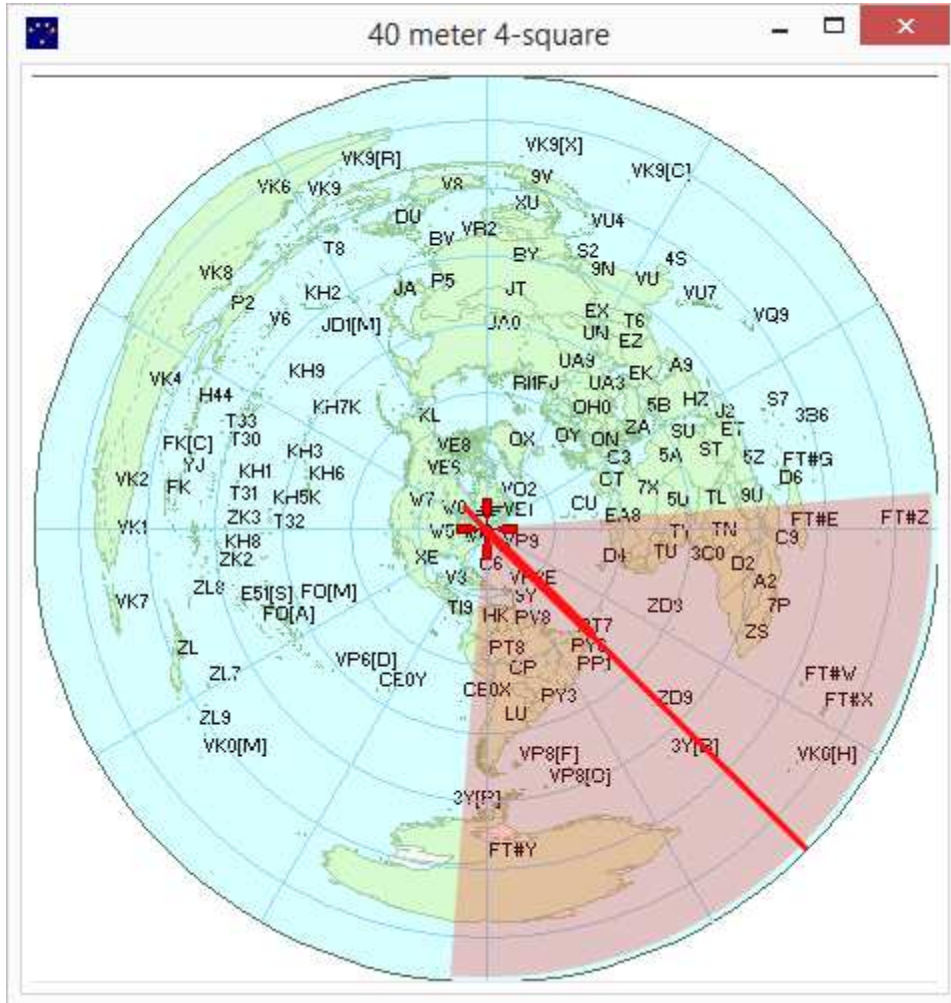 40 meter 4-square
VK9[X]
VK9[R]
VK9[C]
9V
VK6 VK9
V8
XU
DU
VU4
VR2
BV
T8
S2
BY
4S
9N
VK8
VU
P5
JA
JT
KH2
VU7
P2
EX
VQ9
V6
T6
JD1[M]
JA0
UN
EZ
UA9
A9
KH9
EK
VK4
UA3
H44
HZ
S7
KH7K
OH0
5B
J2
3B6
KL
T33
ZA
SU
ET
T30
OY
ON
OX
FK[C]
VE8
ST
KH3
5A
5Z
FT#G
YJ
KH1
KH6
D6
VK2
CT
FK
T31
7X
VO2
KH5K
W7
5U
TL
9U
CU
VE1
ZK3
T32
EA8
FT#E
FT#Z
VK1
W5
TN
C9
KH8
VP9
XE
TU
3C0
ZK2
D4
C6
D2
V3
A2
ZL8
E51[S]
FO[M]
SY
VK7
TI9
ZD8
7P
FO[A]
HK
PV8
ZS
ZL
PT8
VP6[D]
PP1
CP
ZL7
FT#W
CE0Y
CE0X
PY3
ZD9
FT#X
ZL9
LU
VK0[M]
VP8[F]
VK0[H]
VP8[O]
3Y[P]
FT#Y